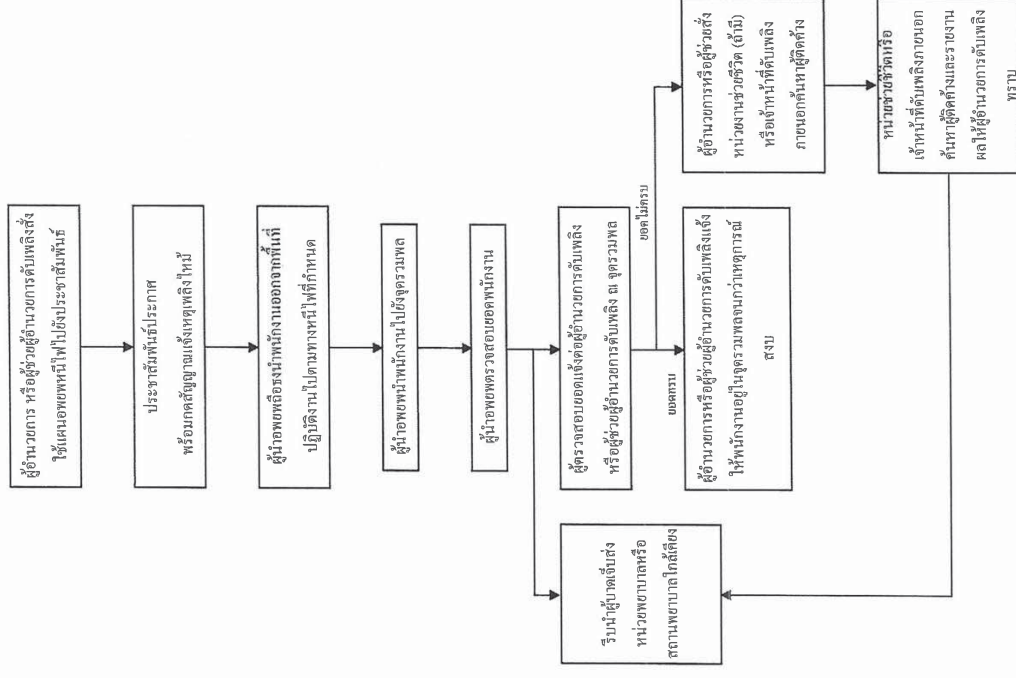 ผู้อำนวยการ หรือผู้ช่วยผู้อำนวยการดับเพลิงสั่ง
ใช้แผนอพยพหนีไฟไปยังประชาสัมพันธ์
ประชาสัมพันธ์ประกาศ
พร้อมกดสัญญาณแจ้งเหตุเพลิงไหม้
ผู้นำอพยพถือธงนำพนักงานออกจากพื้นที่
ปฏิบัติงานไปตามทางหนีไฟที่กำหนด
ผู้นำอพยพนำพนักงานไปยังจุดรวมพล
ผู้นำอพยพตรวจสอบยอดพนักงาน
ผู้ตรวจสอบยอดแจ้งต่อผู้อำนวยการดับเพลิง
หรือผู้ช่วยผู้อำนวยการดับเพลิง ณ จุดรวมพล
ยอดครบ
ยอดไม่ครบ
ผู้อำนวยการหรือผู้ช่วยผู้อำนวยการดับเพลิงแจ้ง
ให้พนักงานอยู่ในจุดรวมพลจนกว่าเหตุการณ์
สงบ
ผู้อำนวยการหรือผู้ช่วยสั่ง
หน่วยงานช่วยชีวิต (ถ้ามี)
หรือเจ้าหน้าที่ดับเพลิง
ภายนอกค้นหาผู้ติดค้าง
หน่วยช่วยชีวิตหรือ
เจ้าหน้าที่ดับเพลิงภายนอก
ค้นหาผู้ติดค้างและรายงาน
ผลให้ผู้อำนวยการดับเพลิง
ทราบ
รีบนำผู้บาดเจ็บส่ง
หน่วยพยาบาลหรือ
สถานพยาบาลใกล้เคียง